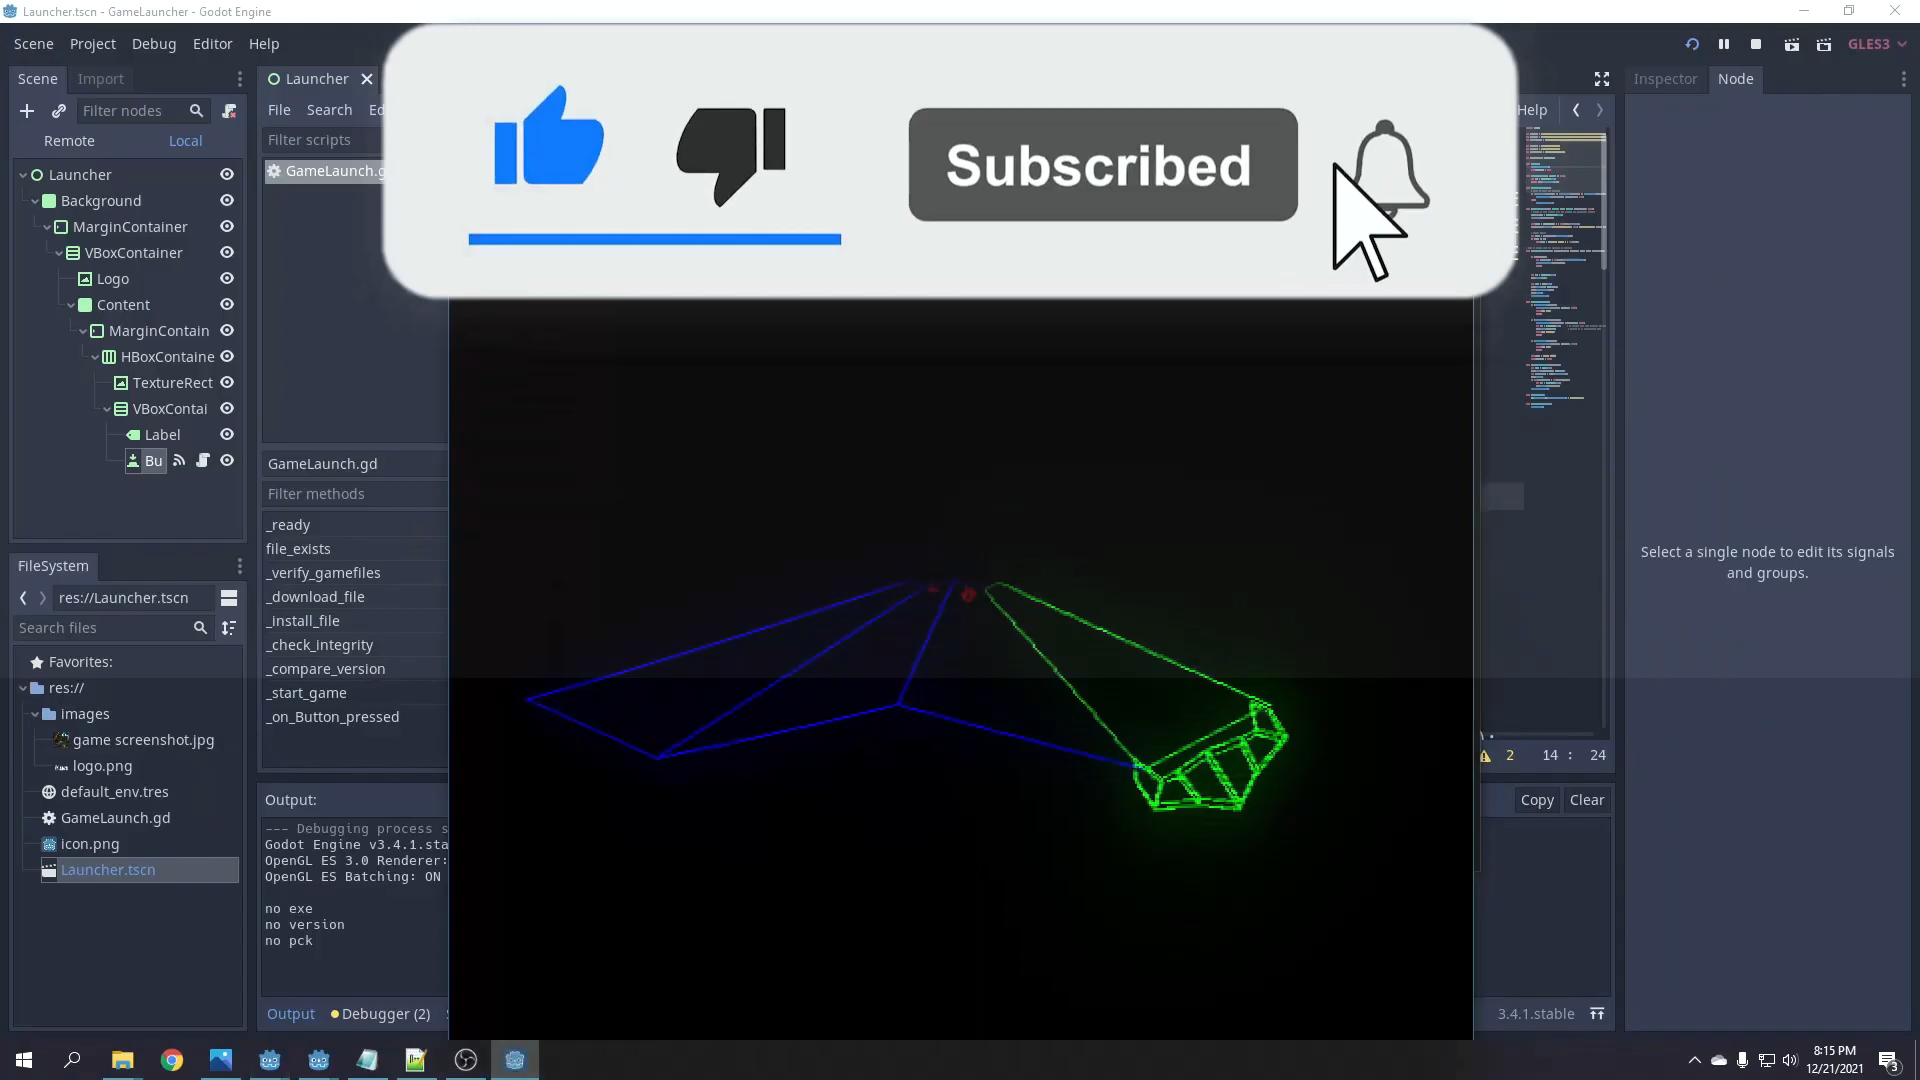 Launcher.tscn - GameLauncher - Godot Engine
Scene Project Debug Editor Help
GLES3
Scene Import
Launcher
Inspector Node
Filter nodes
File Search Ed
Help
Remote Local
Filter scripts
GameLaunch.g
Subscribed
Launcher
Background
MarginContainer
VBoxContainer
Logo
Content
MarginContain
HBoxContaine
TextureRect
VBoxContai
Label
Bu
GameLaunch.gd
Filter methods
_ready
file_exists
_verify_gamefiles
_download_file
_install_file
_check_integrity
_compare_version
_start_game
_on_Button_pressed
Select a single node to edit its signals
and groups.
FileSystem
res://Launcher.tscn
Search files
Favorites:
res://
images
game screenshot.jpg
logo.png
default_env.tres
GameLaunch.gd
icon.png
Launcher.tscn
2 14 : 24
Output:
Copy Clear
--- Debugging process s
Godot Engine v3.4.1.sta
OpenGL ES 3.0 Renderer:
OpenGL ES Batching: ON
no exe
no version
no pck
Output Debugger (2)
3.4.1.stable
8:15 PM
12/21/2021
3